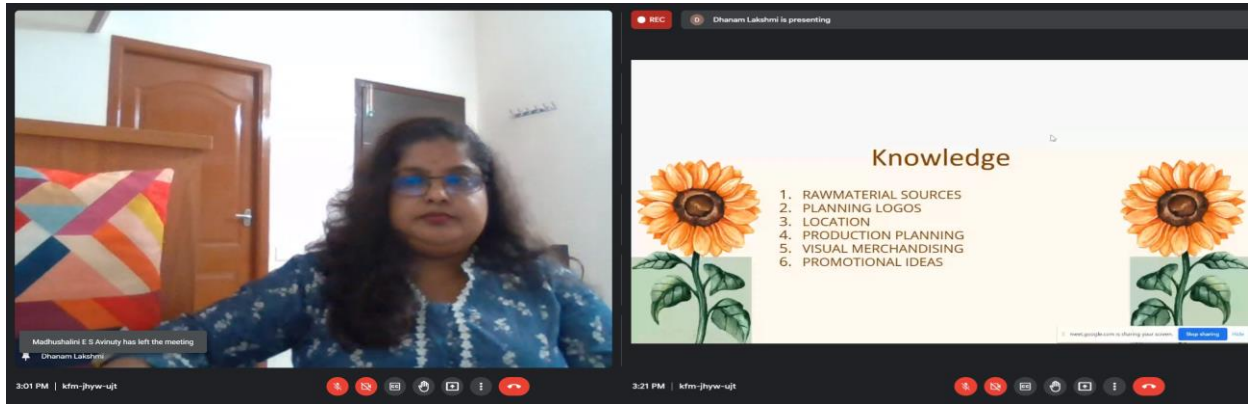 Madhushalini E S Avinuty has left the meeting
Dhanam Lakshmi
3:01 PM | kfm-jhyw-ujt
REC
D
Dhanam Lakshmi is presenting
Knowledge
1. RAWMATERIAL SOURCES
2. PLANNING LOGOS
3. LOCATION
4. PRODUCTION PLANNING
5. VISUAL MERCHANDISING
6. PROMOTIONAL IDEAS
meet.google.com is sharing your screen. Stop sharing Hide
3:21 PM | kfm-jhyw-ujt